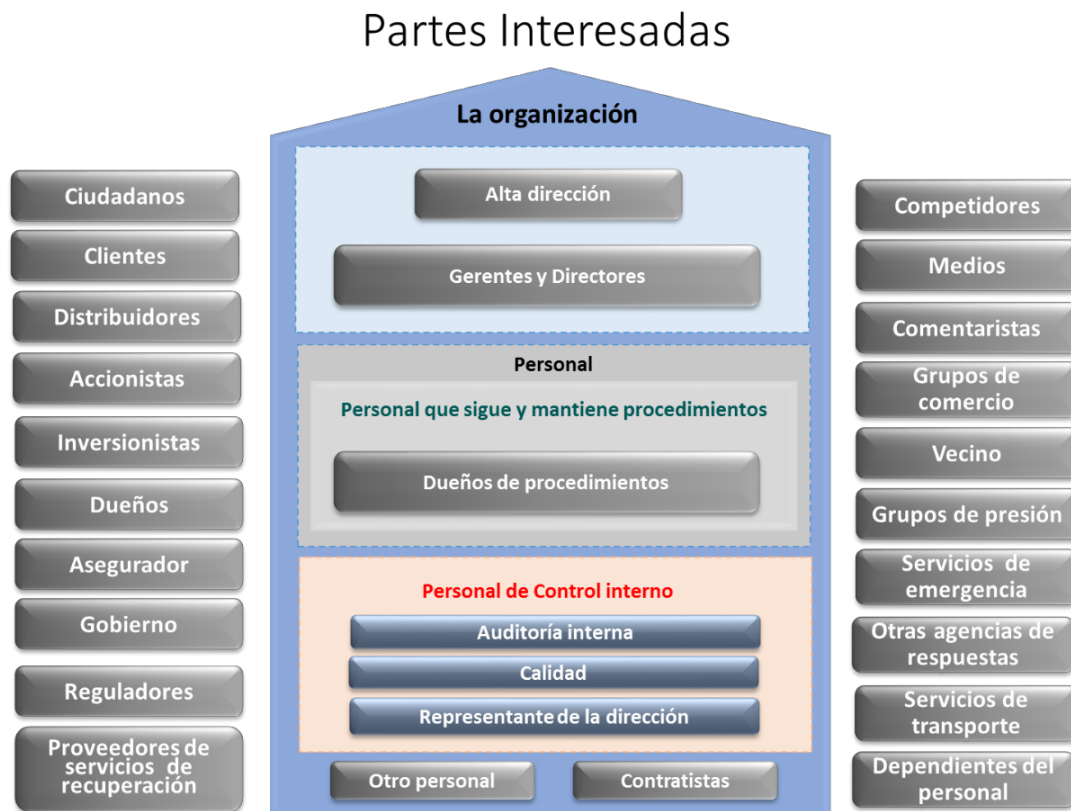 Partes Interesadas
La organización
Alta dirección
Gerentes y Directores
Personal
Personal que sigue y mantiene procedimientos
Dueños de procedimientos
Personal de Control interno
Auditoría interna
Calidad
Representante de la dirección
Otro personal
Contratistas
Ciudadanos
Clientes
Distribuidores
Accionistas
Inversionistas
Dueños
Asegurador
Gobierno
Reguladores
Proveedores de
servicios de
recuperación
Competidores
Medios
Comentaristas
Grupos de
comercio
Vecino
Grupos de presión
Servicios de
emergencia
Otras agencias de
respuestas
Servicios de
transporte
Dependientes del
personal